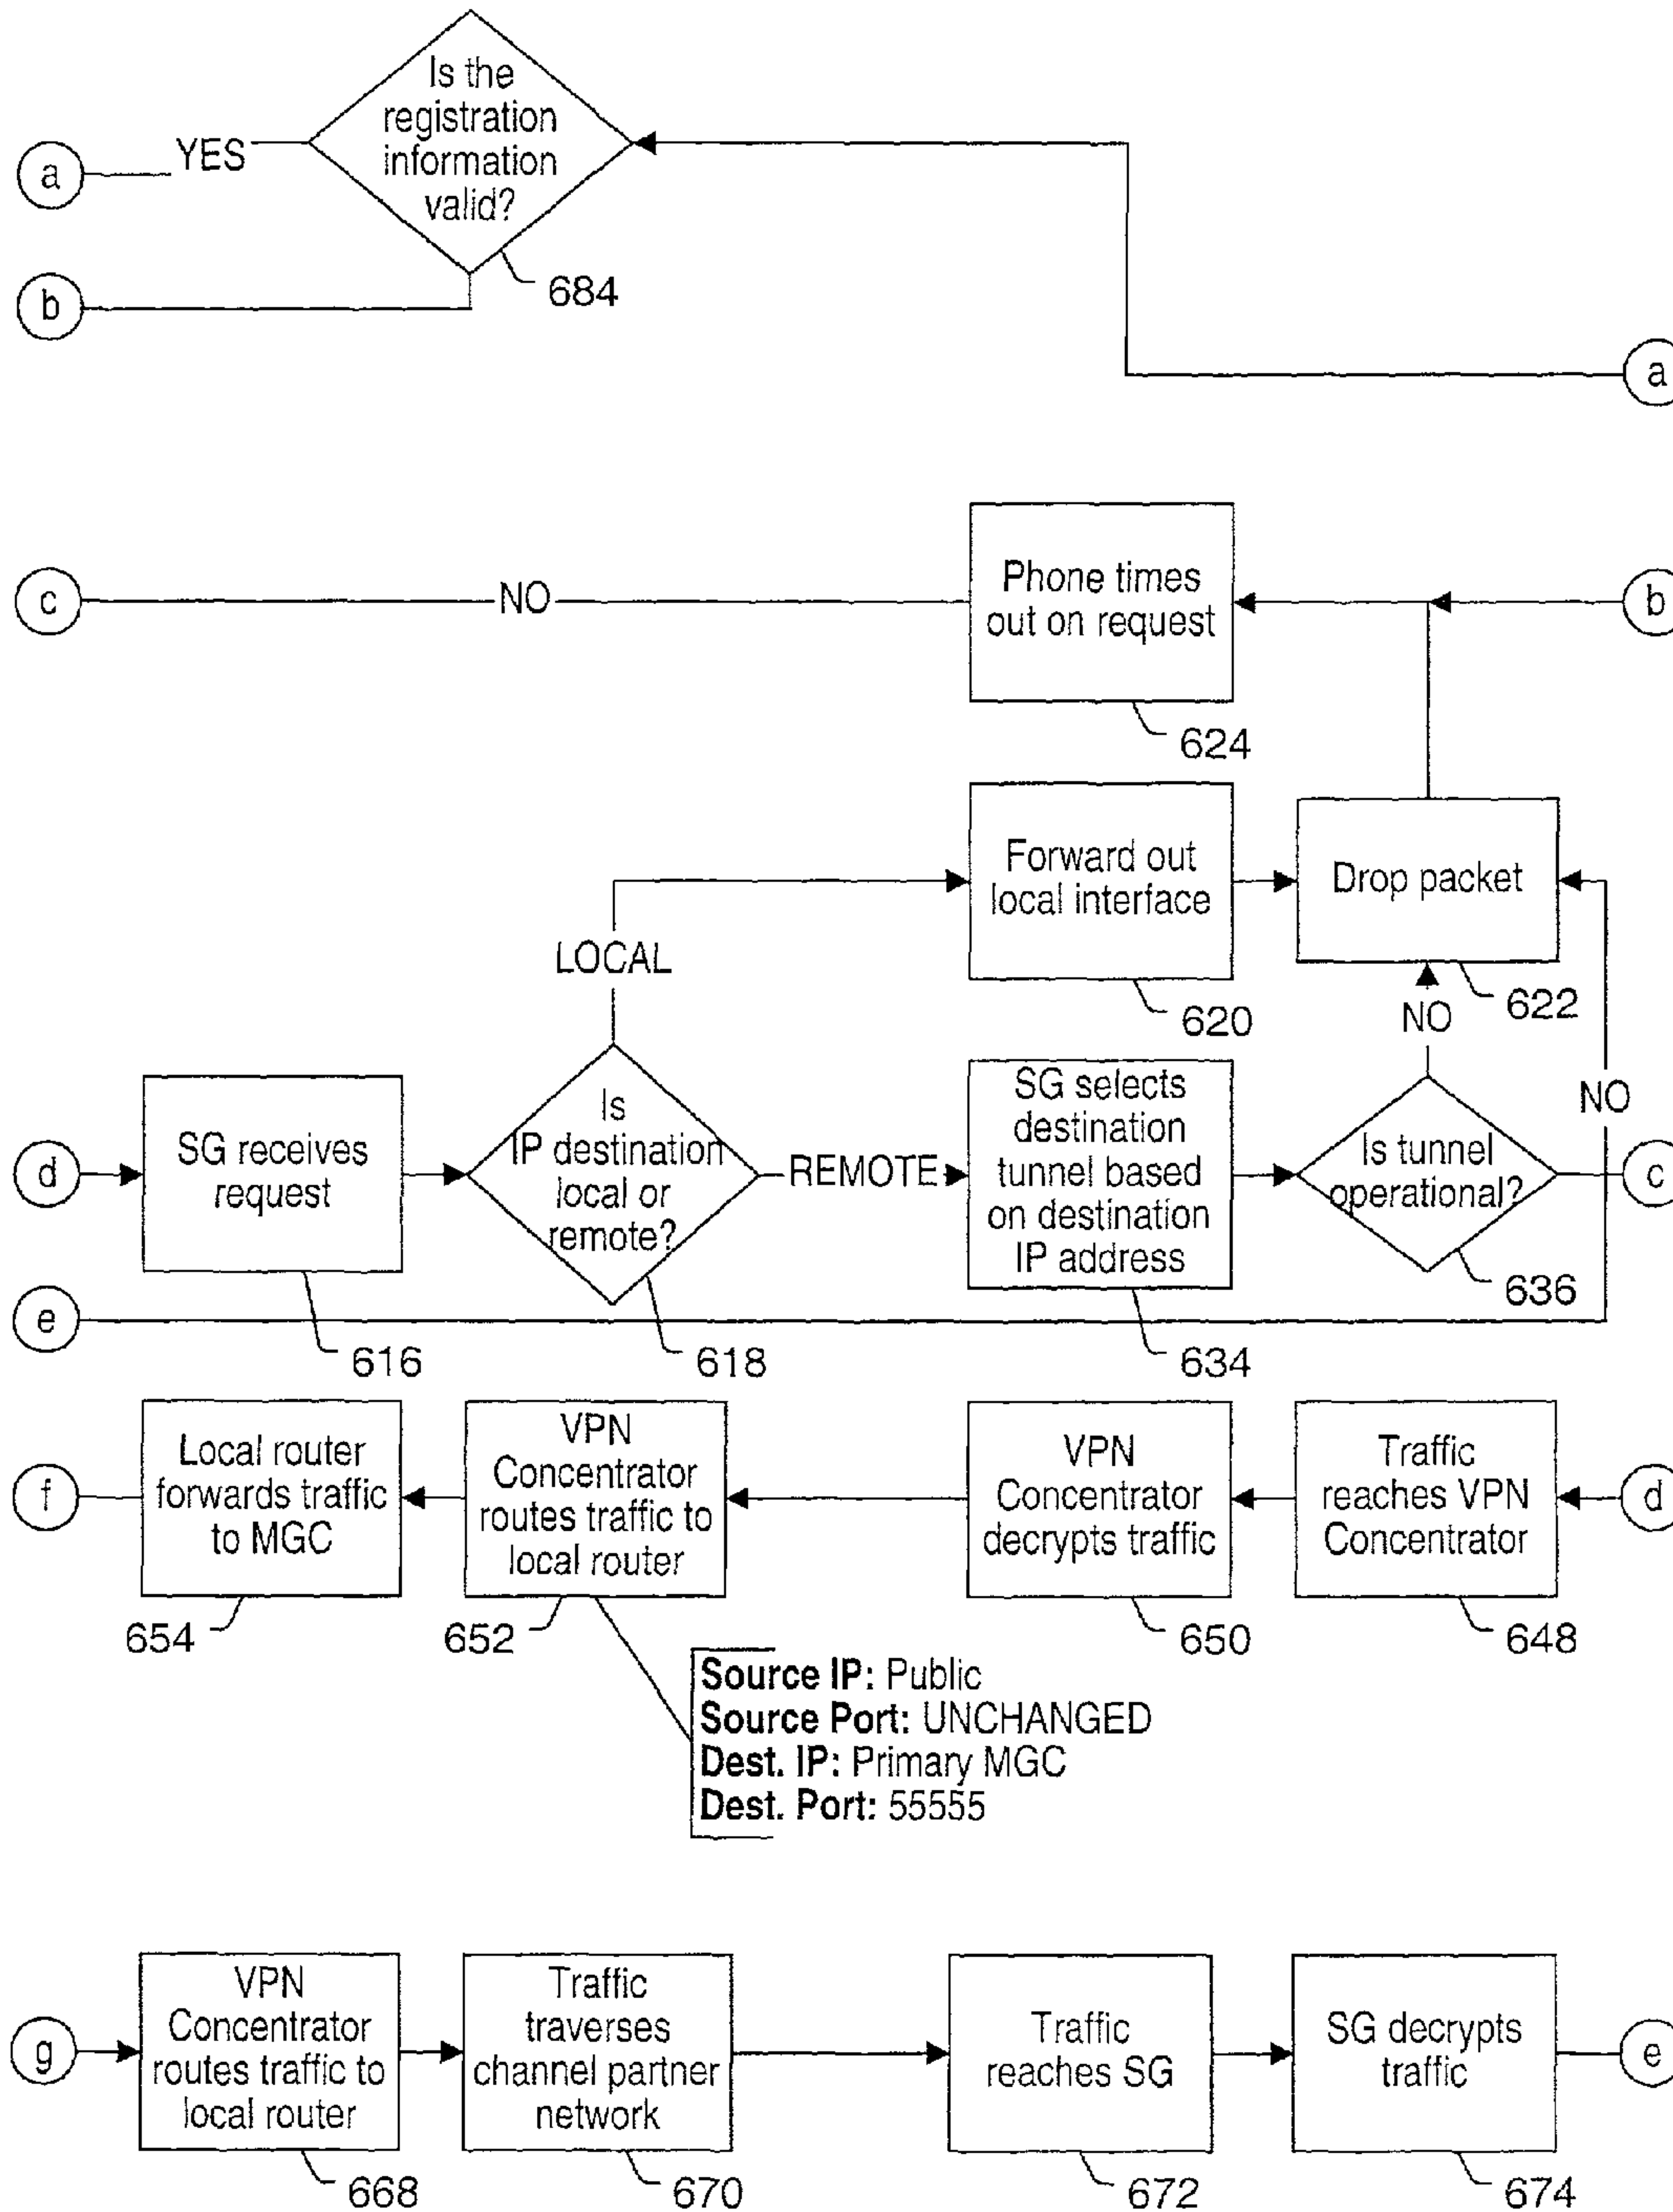 Is the
registration
information
valid?
YES
a
b
684
a
c
NO
Phone times
out on request
b
624
Forward out
local interface
Drop packet
LOCAL
620
622
NO
NO
d
SG receives
request
Is
IP destination
local or
remote?
REMOTE
SG selects
destination
tunnel based
on destination
IP address
Is tunnel
operational?
c
636
e
616
618
634
f
Local router
forwards traffic
to MGC
VPN
Concentrator
routes traffic to
local router
VPN
Concentrator
decrypts traffic
Traffic
reaches VPN
Concentrator
d
654
652
650
648
Source IP: Public
Source Port: UNCHANGED
Dest. IP: Primary MGC
Dest. Port: 55555
g
VPN
Concentrator
routes traffic to
local router
Traffic
traverses
channel partner
network
Traffic
reaches SG
SG decrypts
traffic
e
668
670
672
674